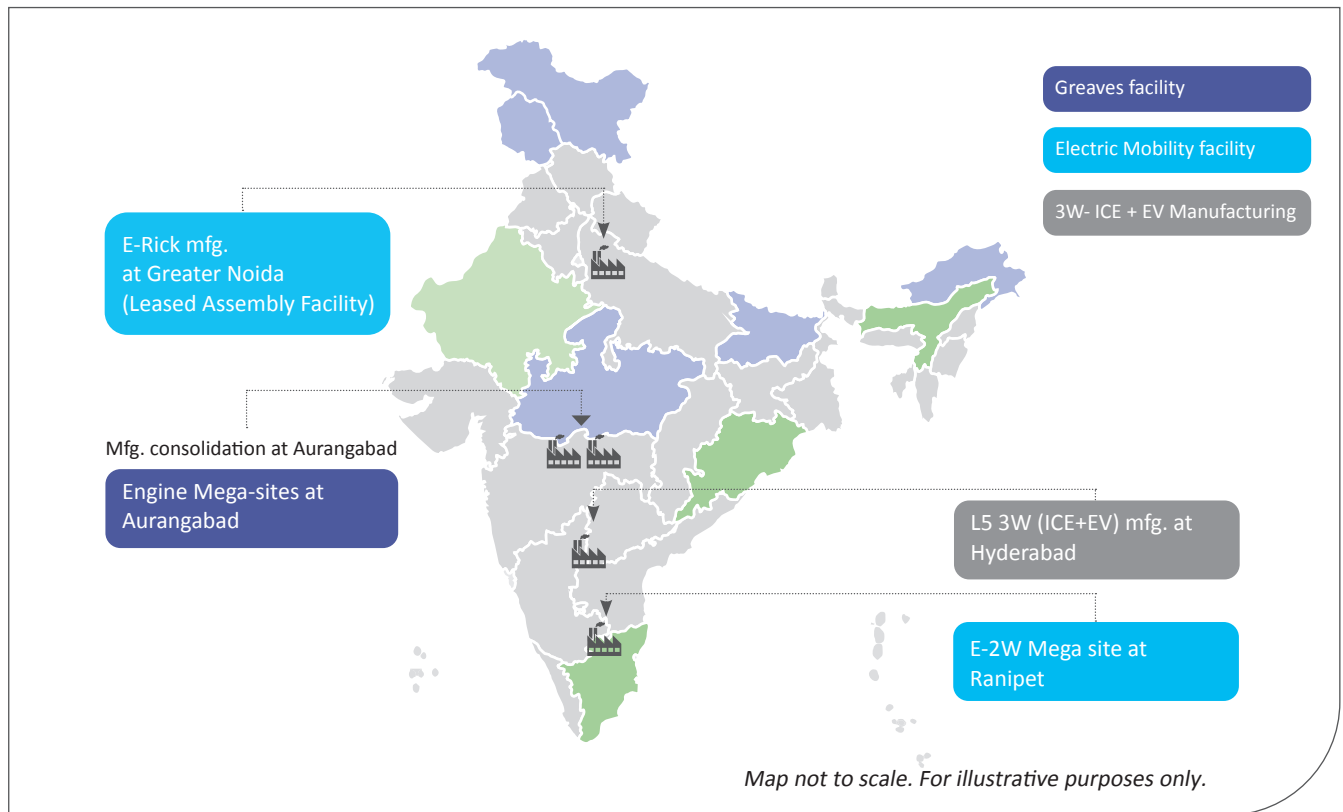 Greaves facility
Electric Mobility facility
3W- ICE + EV Manufacturing
E-Rick mfg.
at Greater Noida
(Leased Assembly Facility)
Mfg. consolidation at Aurangabad
Engine Mega-sites at
Aurangabad
L5 3W (ICE+EV) mfg. at
Hyderabad
E-2W Mega site at
Ranipet
Map not to scale. For illustrative purposes only.